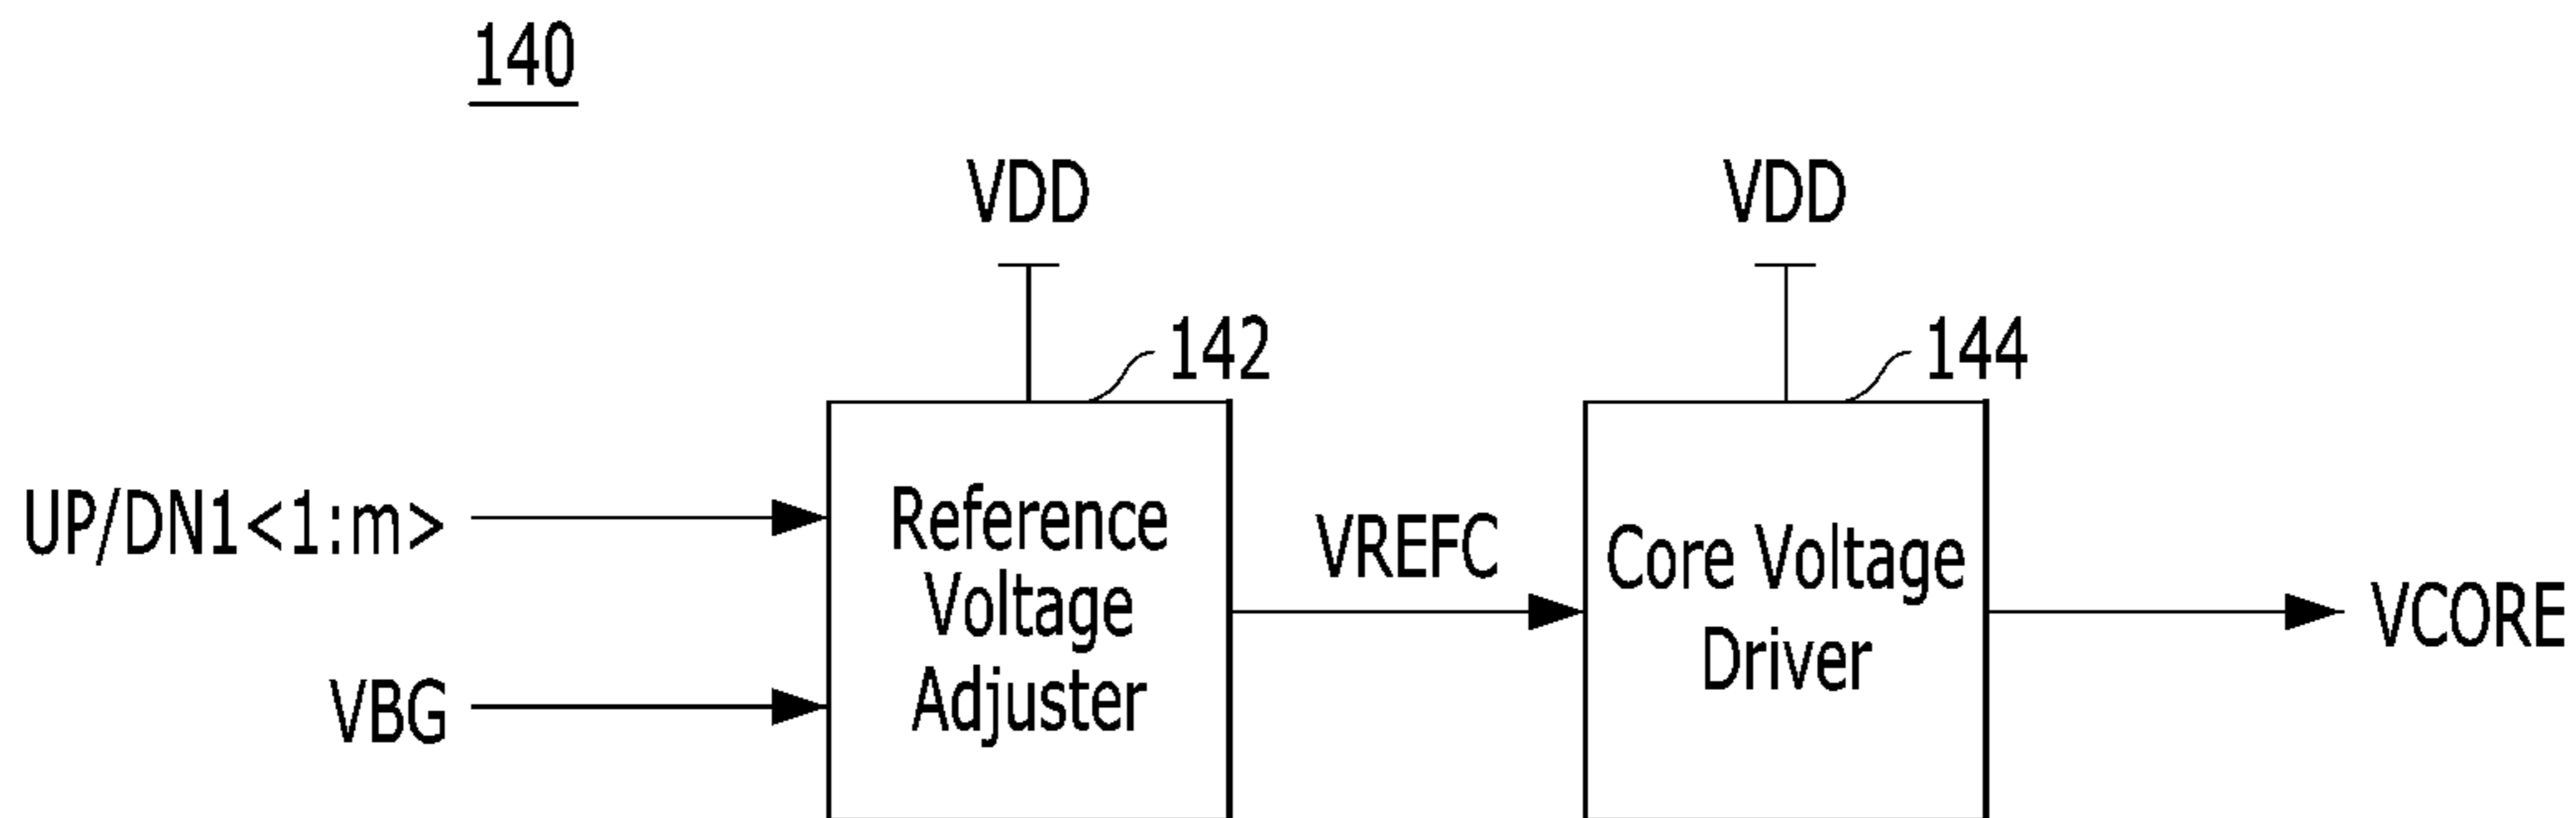 140
VDD
VDD
142
144
UP/DN1<1:m>
Reference
Voltage
Adjuster
VBG
VREFC
Core Voltage
Driver
VCORE